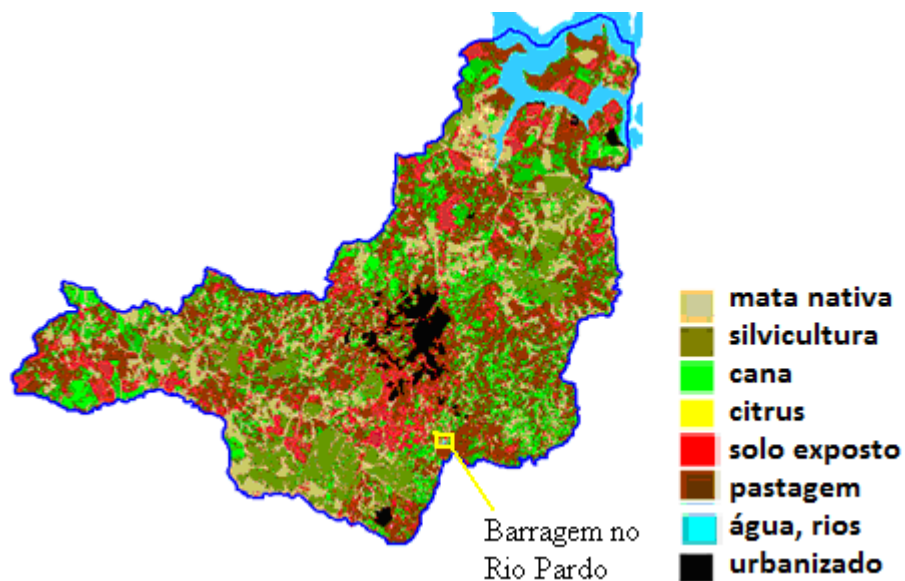 mata nativa
silvicultura
cana
citrus
solo exposto
pastagem
água, rios
urbanizado
Barragem no
Rio Pardo